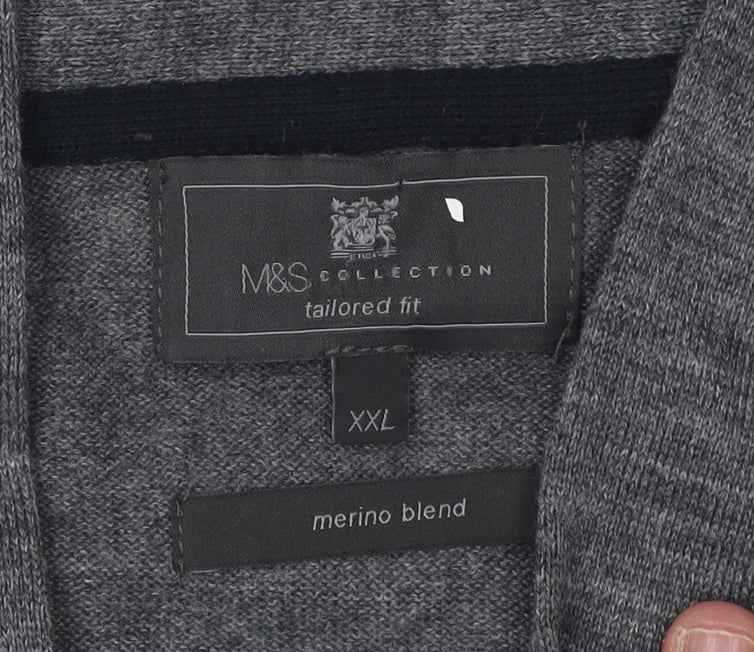 M&S COLLECTION
tailored fit
XXL
merino blend